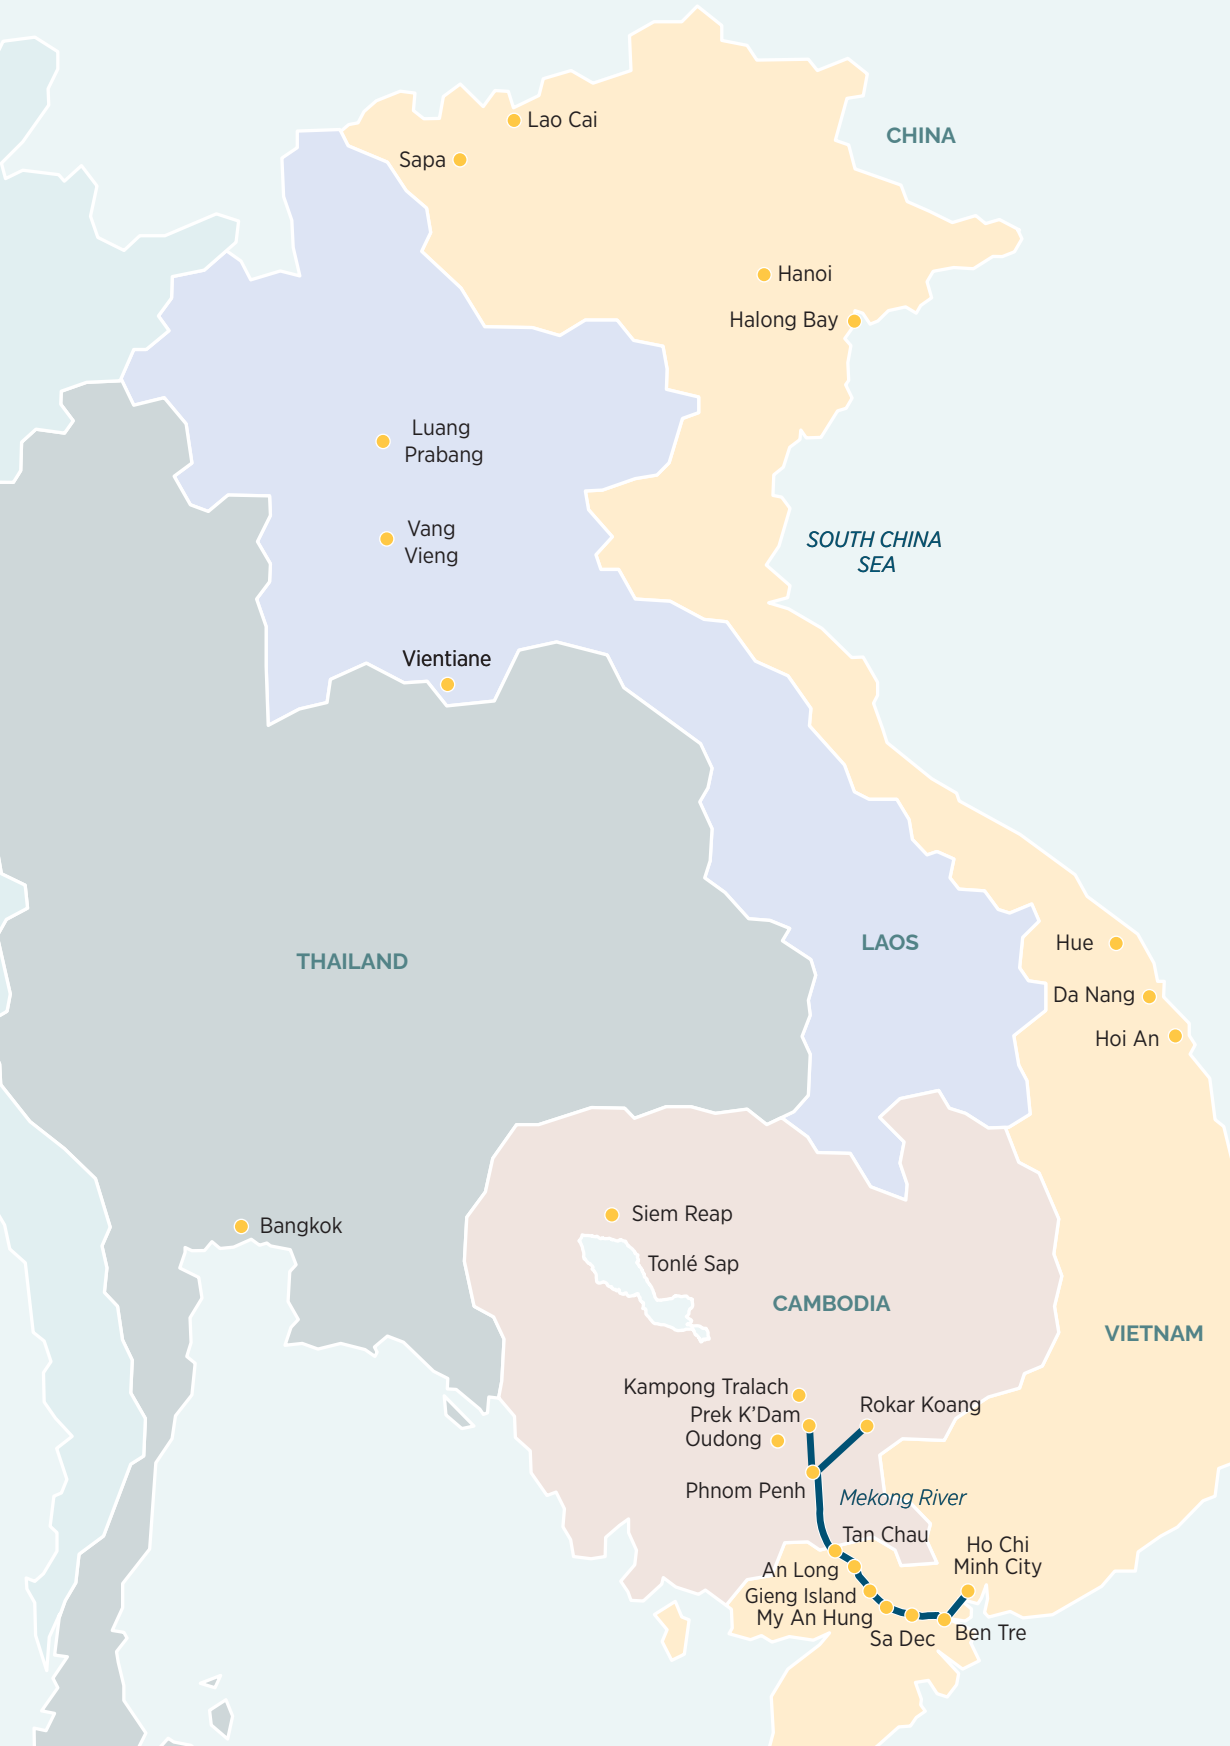 Lao Cai
CHINA
Sapa
Hanoi
Halong Bay
Luang
Prabang
Vang
Vieng
SOUTH CHINA
SEA
Vientiane
THAILAND
LAOS
Hue
Da Nang
Hoi An
Bangkok
Siem Reap
Tonlé Sap
CAMBODIA
VIETNAM
Kampong Tralach
Rokar Koang
Prek K’Dam
Oudong
Phnom Penh
Mekong River
Tan Chau
Ho Chi
Minh City
An Long
Gieng Island
My An Hung
Sa Dec
Ben Tre